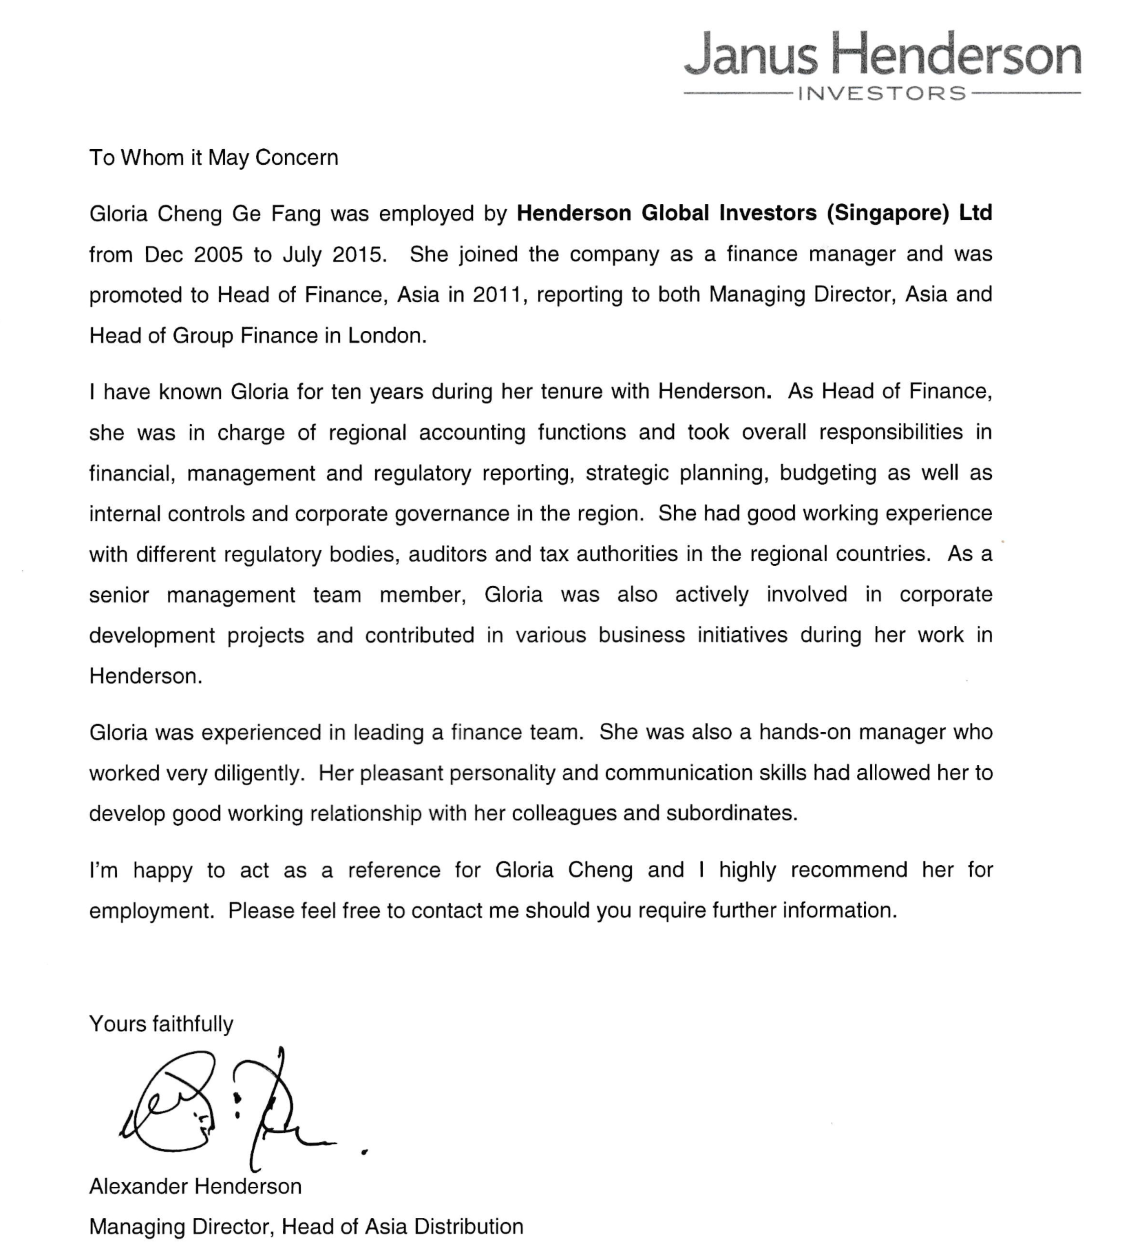 Janus Henderson
INVESTORS
To Whom it May Concern
Gloria Cheng Ge Fang was employed by Henderson Global Investors (Singapore) Ltd
from Dec 2005 to July 2015. She joined the company as a finance manager and was
promoted to Head of Finance, Asia in 2011, reporting to both Managing Director, Asia and
Head of Group Finance in London.
I have known Gloria for ten years during her tenure with Henderson. As Head of Finance,
she was in charge of regional accounting functions and took overall responsibilities in
financial, management and regulatory reporting, strategic planning, budgeting as well as
internal controls and corporate governance in the region. She had good working experience
with different regulatory bodies, auditors and tax authorities in the regional countries. As a
senior management team member, Gloria was also actively involved in corporate
development projects and contributed in various business initiatives during her work in
Henderson.
Gloria was experienced in leading a finance team. She was also a hands-on manager who
worked very diligently. Her pleasant personality and communication skills had allowed her to
develop good working relationship with her colleagues and subordinates.
I'm happy to act as a reference for Gloria Cheng and I highly recommend her for
employment. Please feel free to contact me should you require further information.
Yours faithfully
Alexander Henderson
Managing Director, Head of Asia Distribution